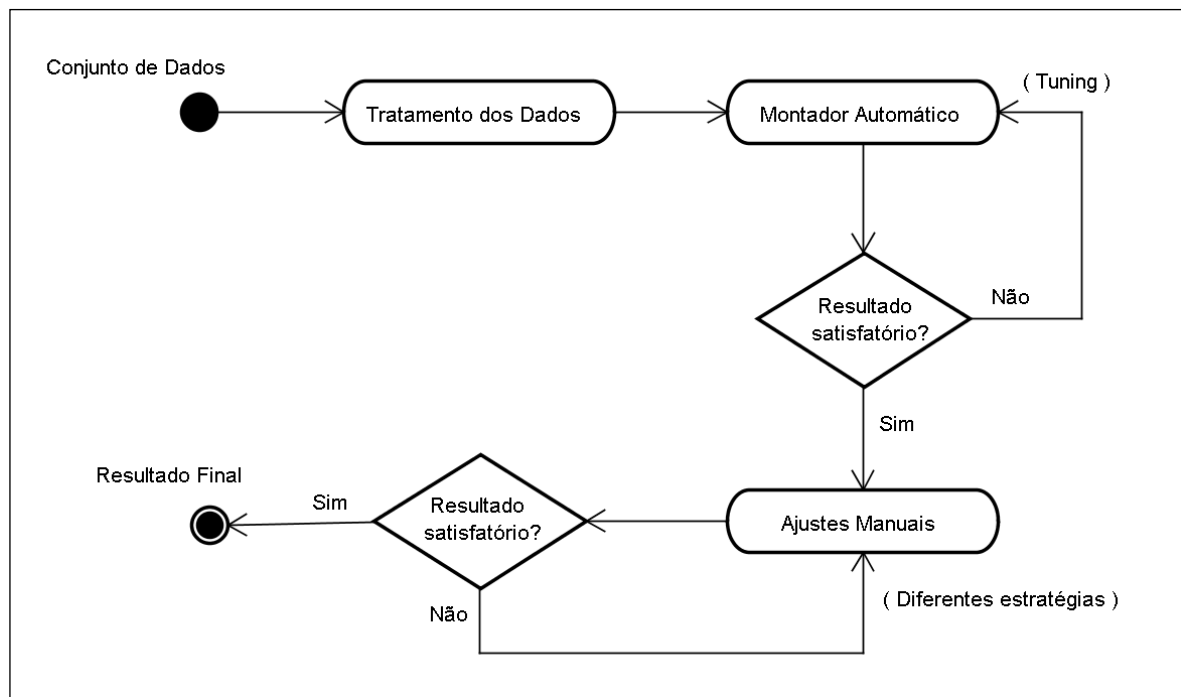 Conjunto de Dados
Tratamento dos Dados
Montador Automático
( Tuning )
Resultado
satisfatório?
Não
Sim
Ajustes Manuais
( Diferentes estratégias )
Resultado
satisfatório?
Não
Sim
Resultado Final